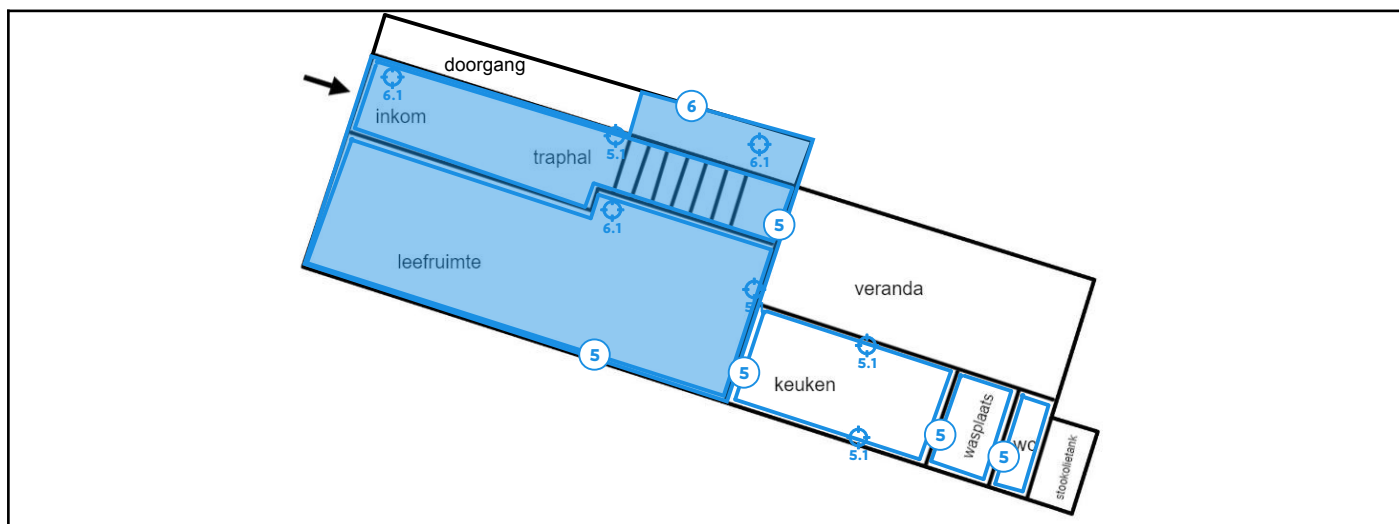 doorgang
6
6.1
inkom
5.1
6.1
traphal
6.1
5
leefruimte
veranda
5.1
5
5
keuken
5
wasplaats
5
5.1
stookolietank